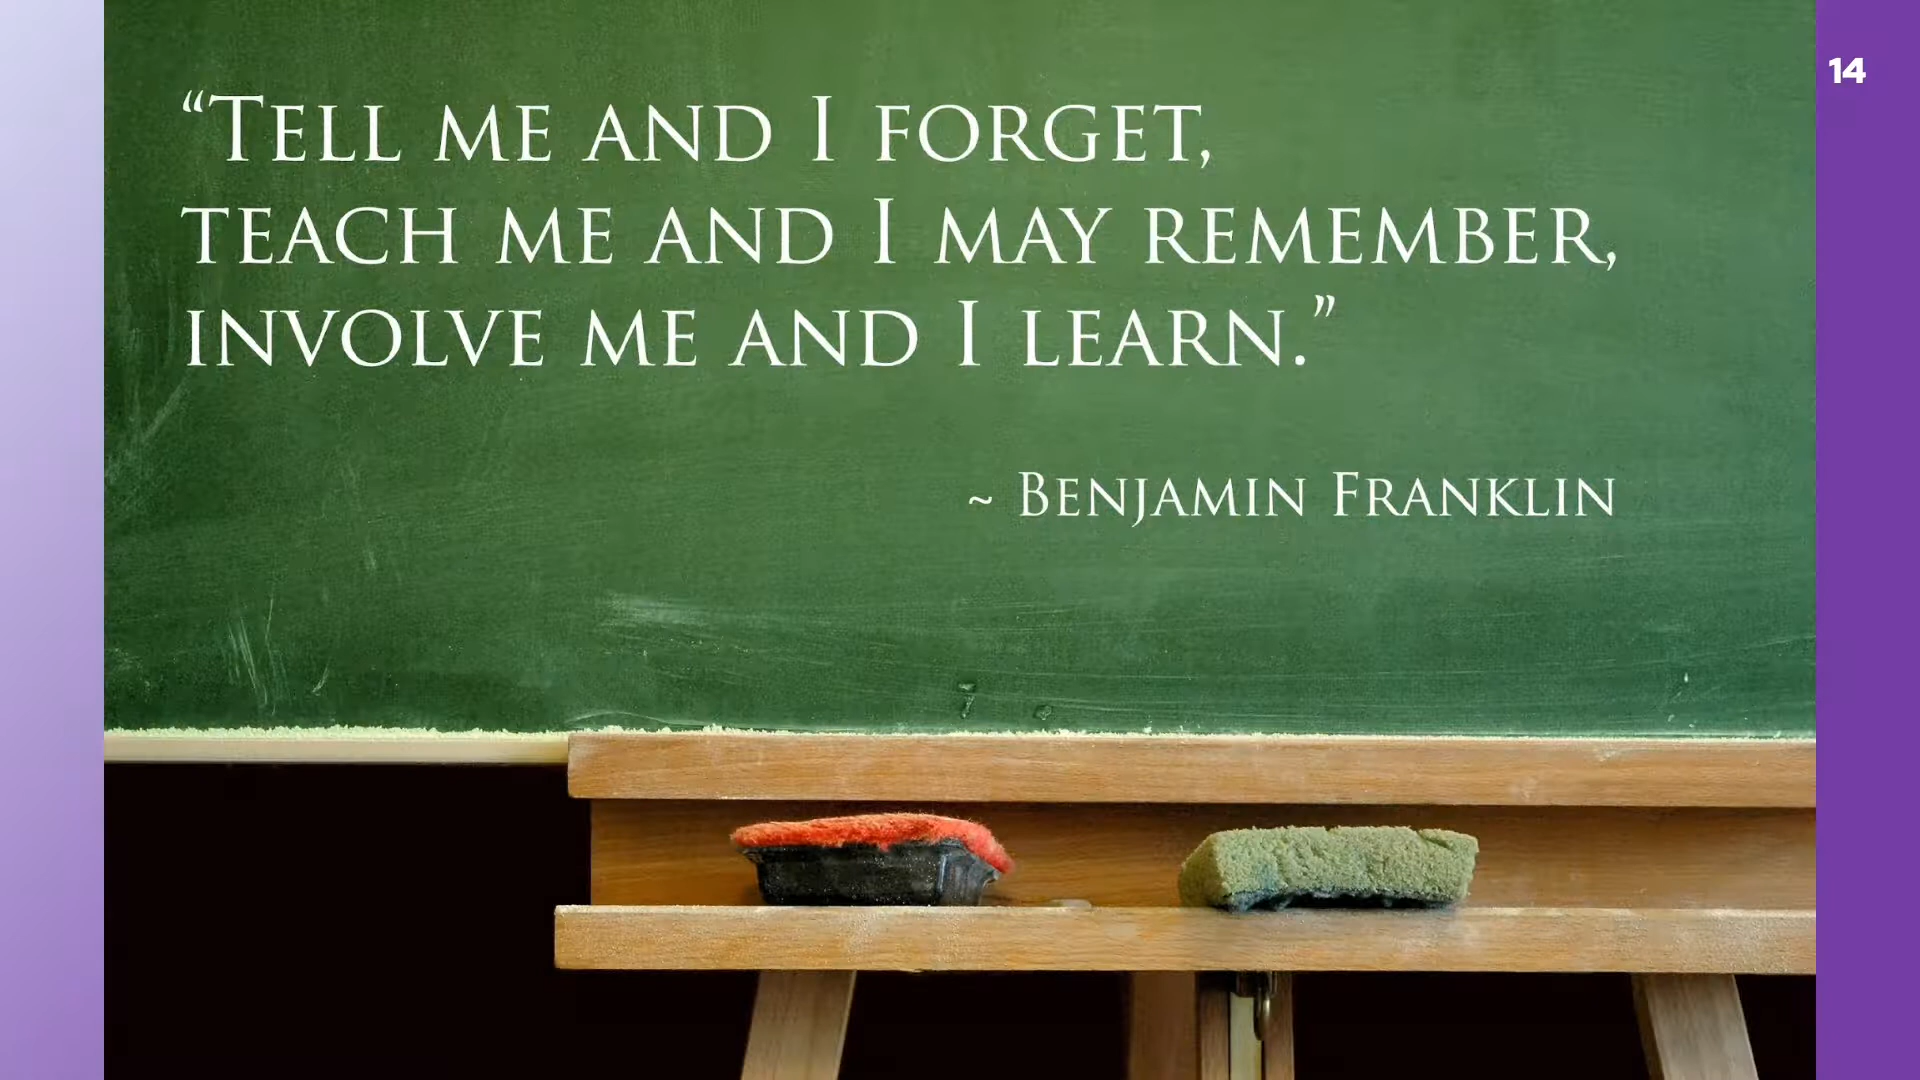 “Tell me and I forget,
teach me and I may remember,
involve me and I learn.”
~ Benjamin Franklin
14